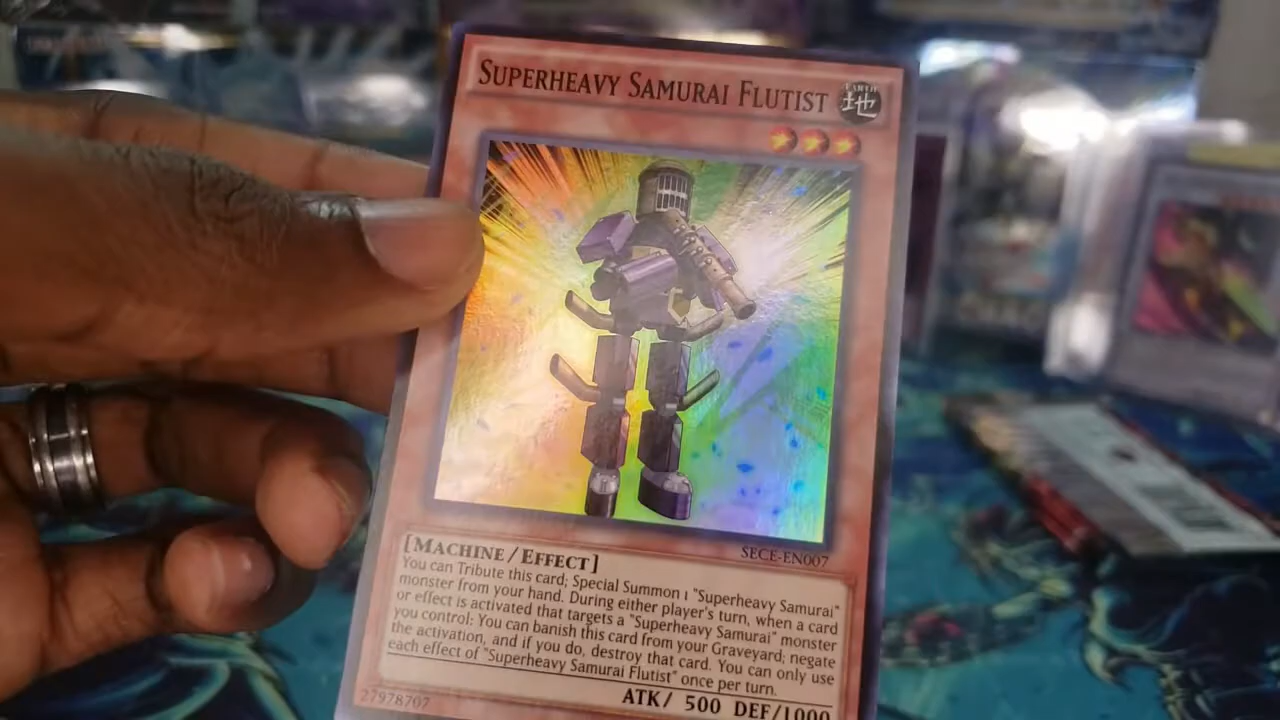 SUPERHEAVY SAMURAI FLUTIST
EARTH
地
SECE-EN007
[MACHINE/EFFECT]
You can Tribute this card; Special Summon 1 "Superheavy Samurai"
monster from your hand. During either player's turn, when a card
or effect is activated that targets a "Superheavy Samurai" monster
you control: You can banish this card from your Graveyard; negate
the activation, and if you do, destroy that card. You can only use
each effect of "Superheavy Samurai Flutist" once per turn.
27978707
ATK/ 500 DEF/1000